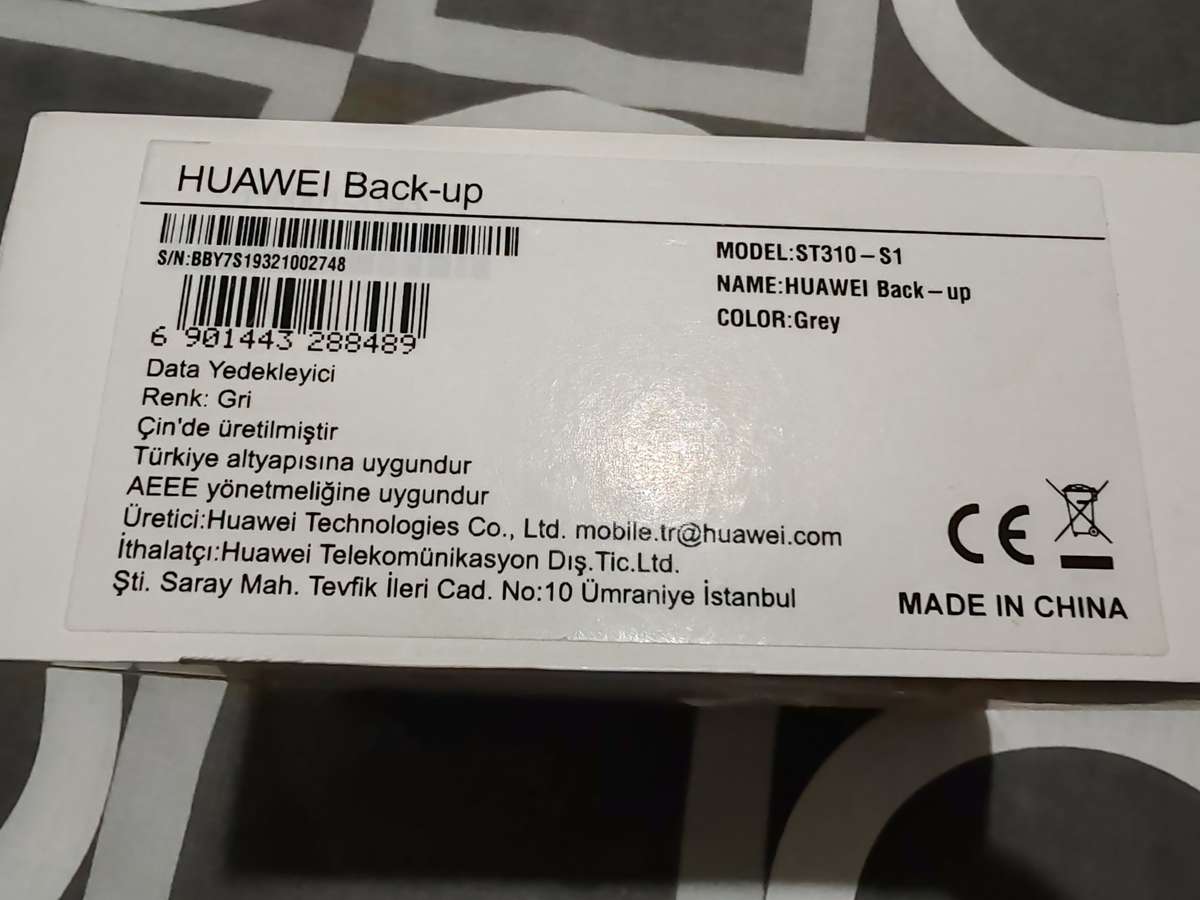 HUAWEI Back-up
S/N:BBY7S19321002748
6 901443 288489
MODEL:ST310-S1
NAME:HUAWEI Back-up
COLOR:Grey
Data Yedekleyici
Renk: Gri
Çin'de üretilmiştir
Türkiye altyapısına uygundur
AEEE yönetmeliğine uygundur
Üretici:Huawei Technologies Co., Ltd. mobile.tr@huawei.com
İthalatçı:Huawei Telekomünikasyon Dış.Tic.Ltd.
Şti. Saray Mah. Tevfik İleri Cad. No:10 Ümraniye İstanbul
CE
MADE IN CHINA